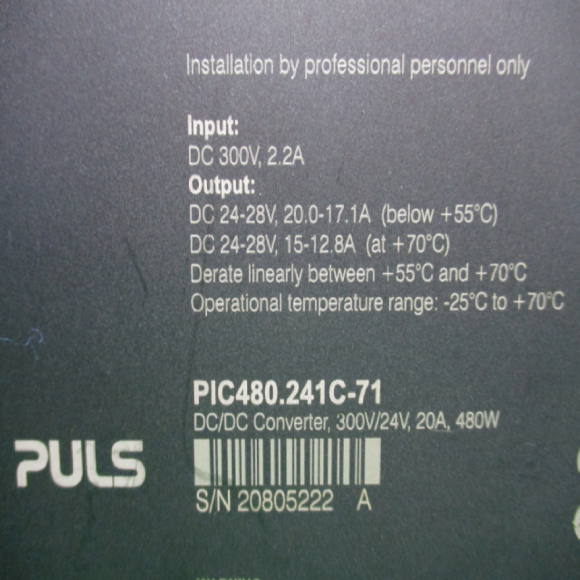 Installation by professional personnel only
Input:
DC 300V, 2.2A
Output:
DC 24-28V, 20.0-17.1A (below +55°C)
DC 24-28V, 15-12.8A (at +70°C)
Derate linearly between +55°C and +70°C
Operational temperature range: -25°C to +70°C
PIC480.241C-71
DC/DC Converter, 300V/24V, 20A, 480W
PULS
S/N 20805222 A